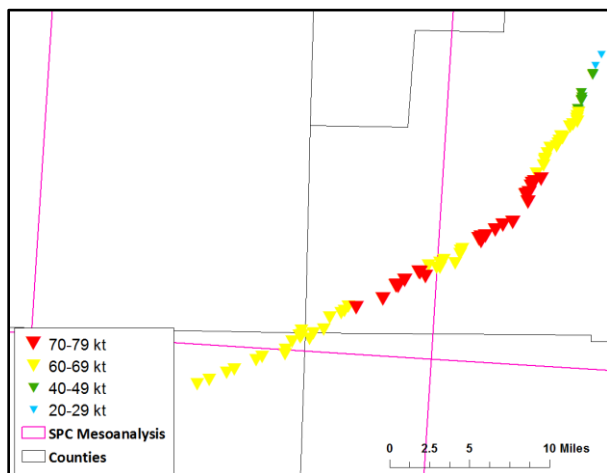 70-79 kt
60-69 kt
40-49 kt
20-29 kt
SPC Mesoanalysis
Counties
0 2.5 5 10 Miles